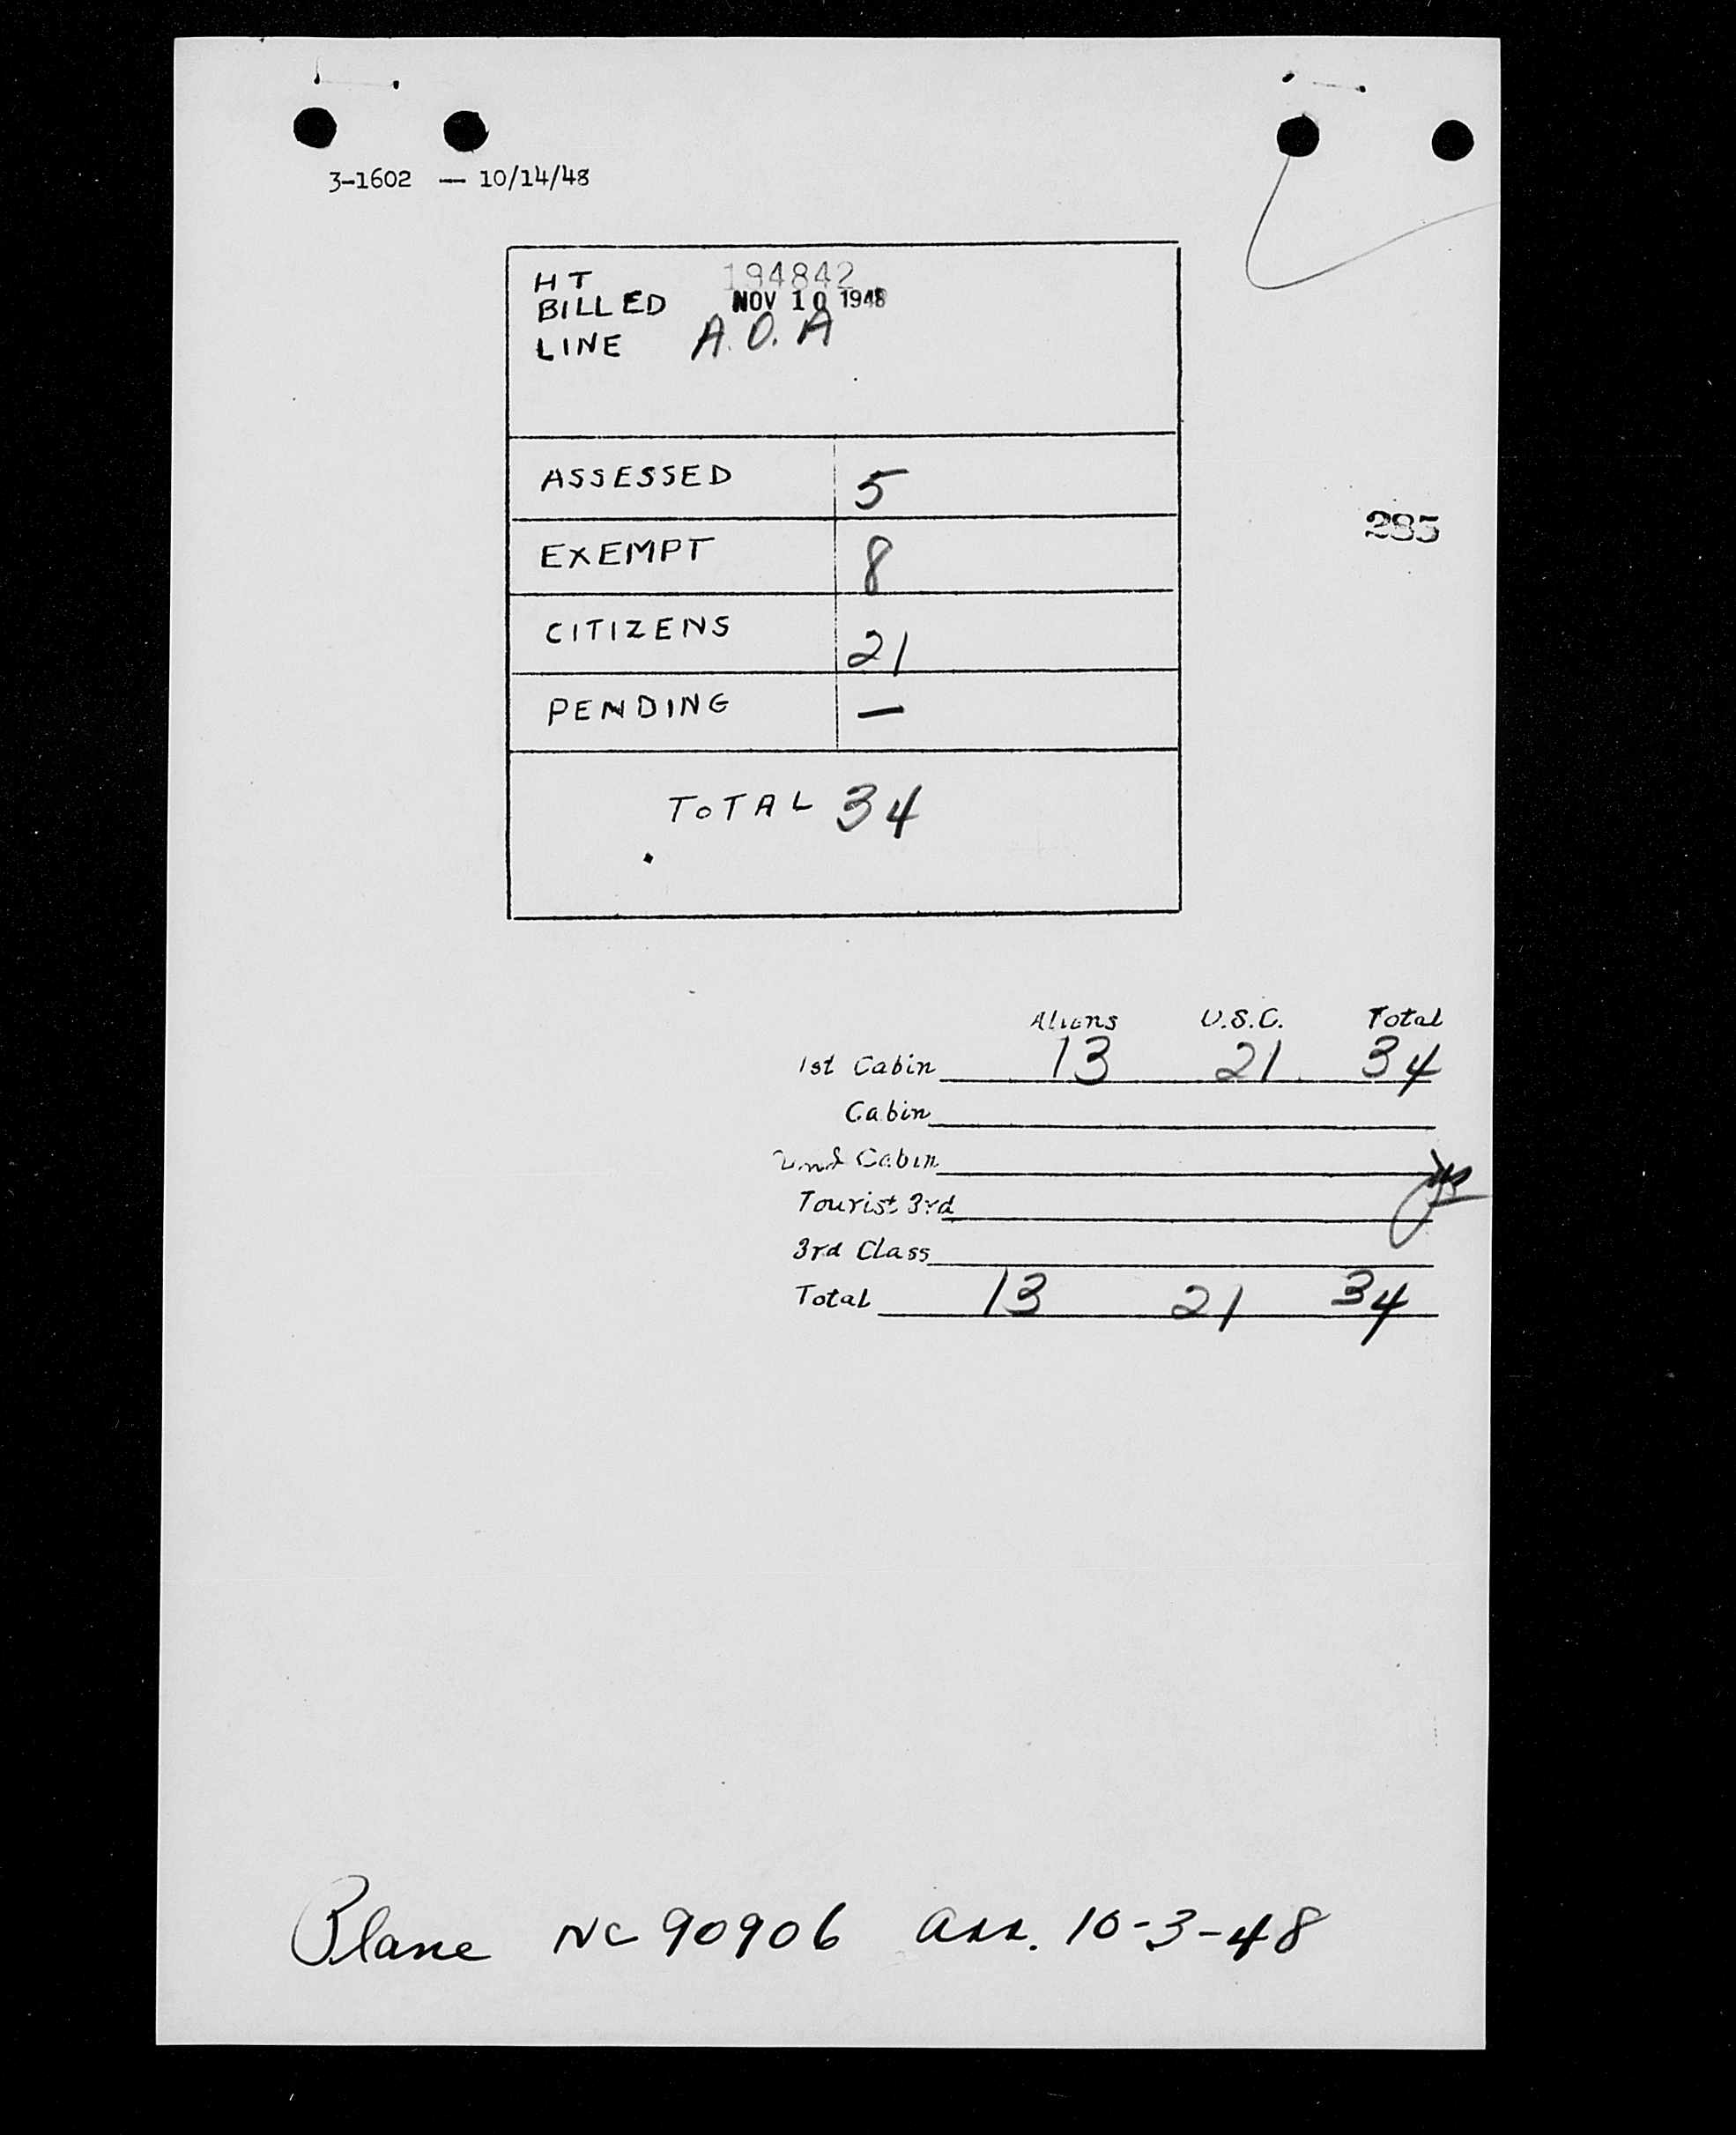 3-1602 — 10/14/48
HT 194842
BILLED NOV 10 1948
LINE A.O.A
ASSESSED 5
EXEMPT 8
285
CITIZENS 21
PENDING —
TOTAL 34
Aliens U.S.C. Total
1st Cabin 13 21 34
Cabin
2nd Cabin
Tourist 3rd
3rd Class
Total 13 21 34
Plane NC 90906 arr. 10-3-48